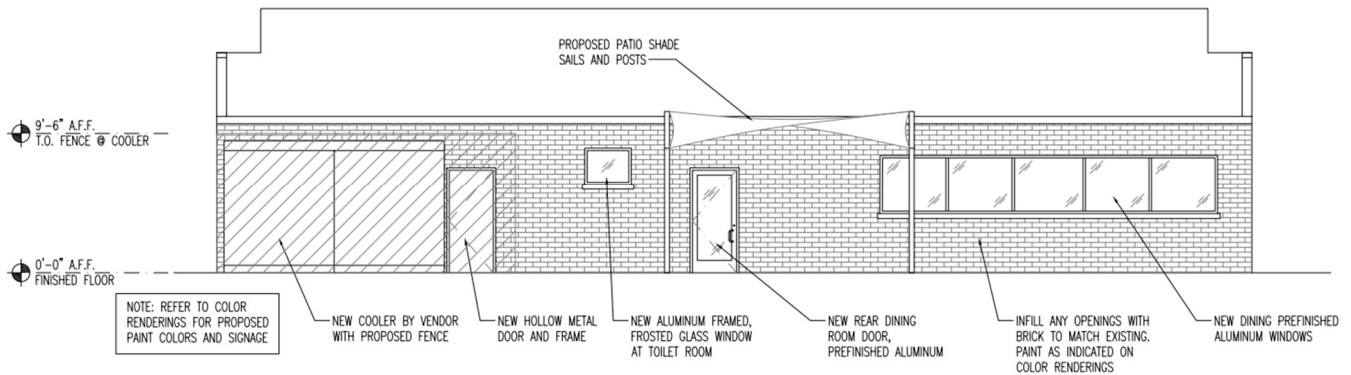 PROPOSED PATIO SHADE
SAILS AND POSTS
9'-6" A.F.F.
T.O. FENCE @ COOLER
0'-0" A.F.F.
FINISHED FLOOR
NOTE: REFER TO COLOR
RENDERINGS FOR PROPOSED
PAINT COLORS AND SIGNAGE
NEW COOLER BY VENDOR
WITH PROPOSED FENCE
NEW HOLLOW METAL
DOOR AND FRAME
NEW ALUMINUM FRAMED,
FROSTED GLASS WINDOW
AT TOILET ROOM
NEW REAR DINING
ROOM DOOR,
PREFINISHED ALUMINUM
INFILL ANY OPENINGS WITH
BRICK TO MATCH EXISTING.
PAINT AS INDICATED ON
COLOR RENDERINGS
NEW DINING PREFINISHED
ALUMINUM WINDOWS